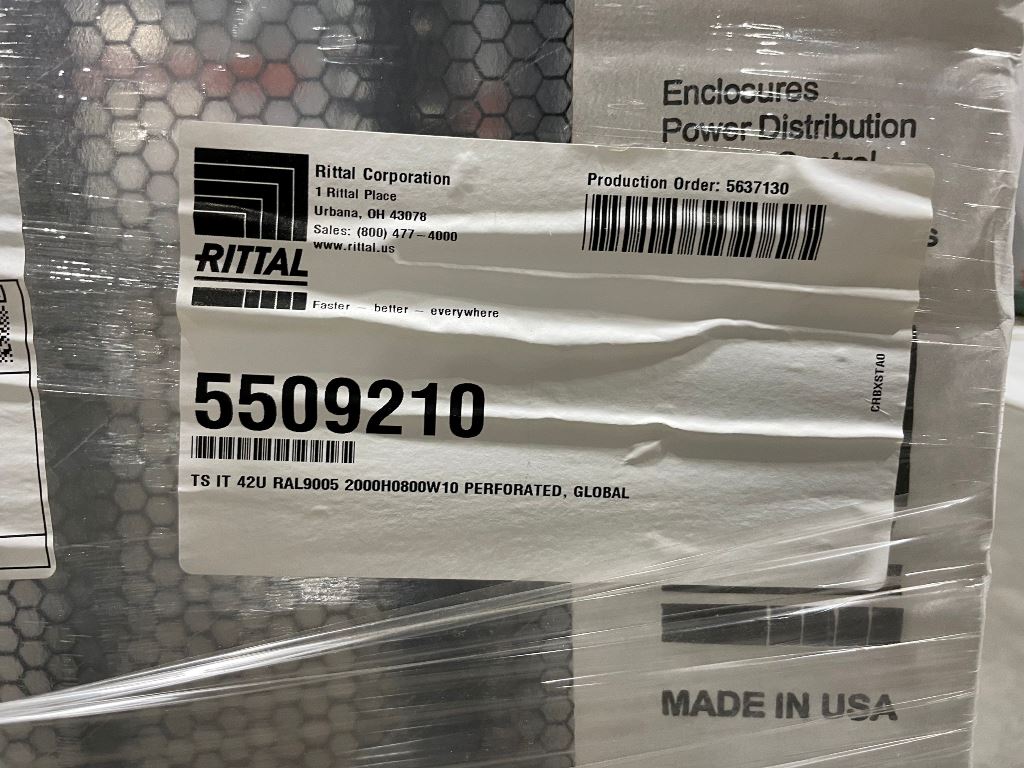 Enclosures
Power Distribution
Rittal Corporation
1 Rittal Place
Urbana, OH 43078
Sales: (800) 477-4000
www.rittal.us
RITTAL
Faster – better – everywhere
Production Order: 5637130
5509210
TS IT 42U RAL9005 2000H0800W10 PERFORATED, GLOBAL
CRBXSTA0
MADE IN USA